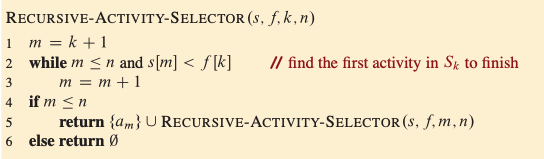 RECURSIVE-ACTIVITY-SELECTOR(s, f, k, n)
1 m = k + 1
2 while m ≤ n and s[m] < f[k] // find the first activity in Sₖ to finish
3 m = m + 1
4 if m ≤ n
5 return {aₘ} ∪ RECURSIVE-ACTIVITY-SELECTOR(s, f, m, n)
6 else return ∅